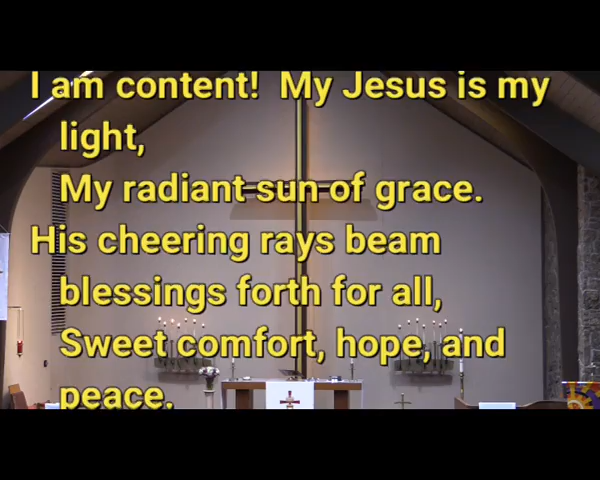 I am content!  My Jesus is my
light,
My radiant sun of grace.
His cheering rays beam
blessings forth for all,
Sweet comfort, hope, and
peace.